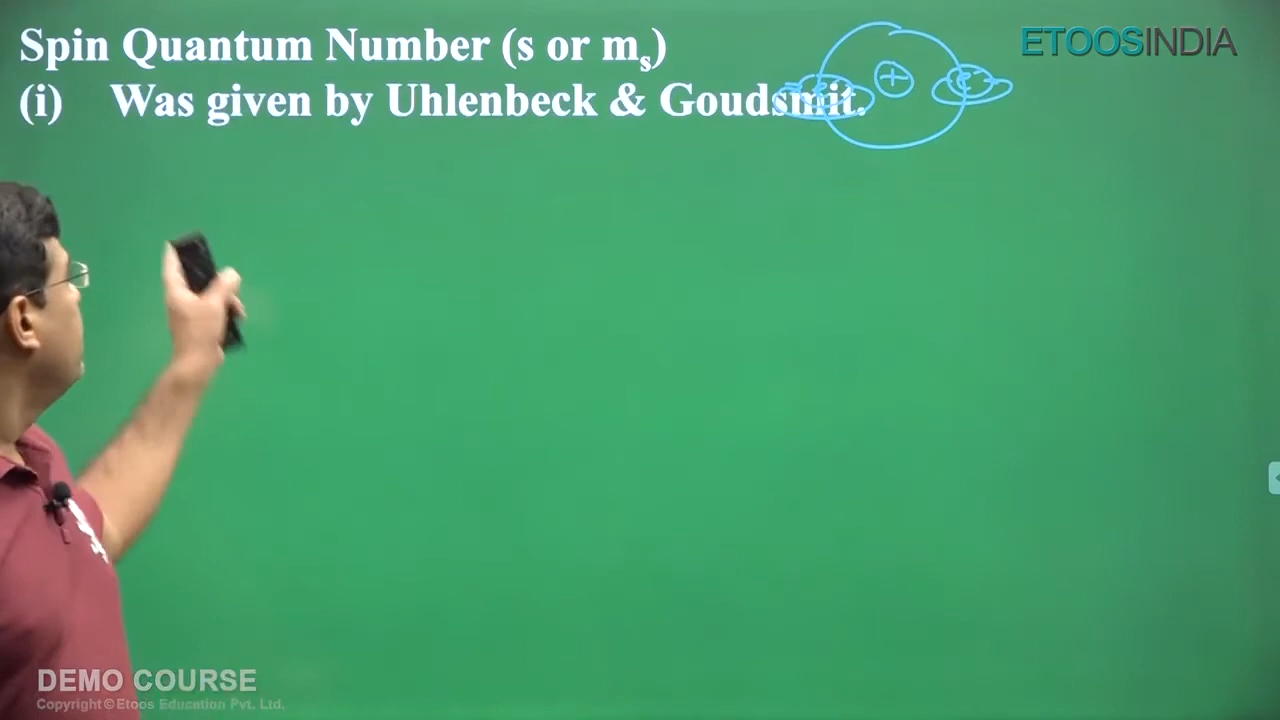 Spin Quantum Number (s or mₛ)
(i) Was given by Uhlenbeck & Goudsmit.
+
ETOOSINDIA
DEMO COURSE
Copyright © Etoos Education Pvt. Ltd.